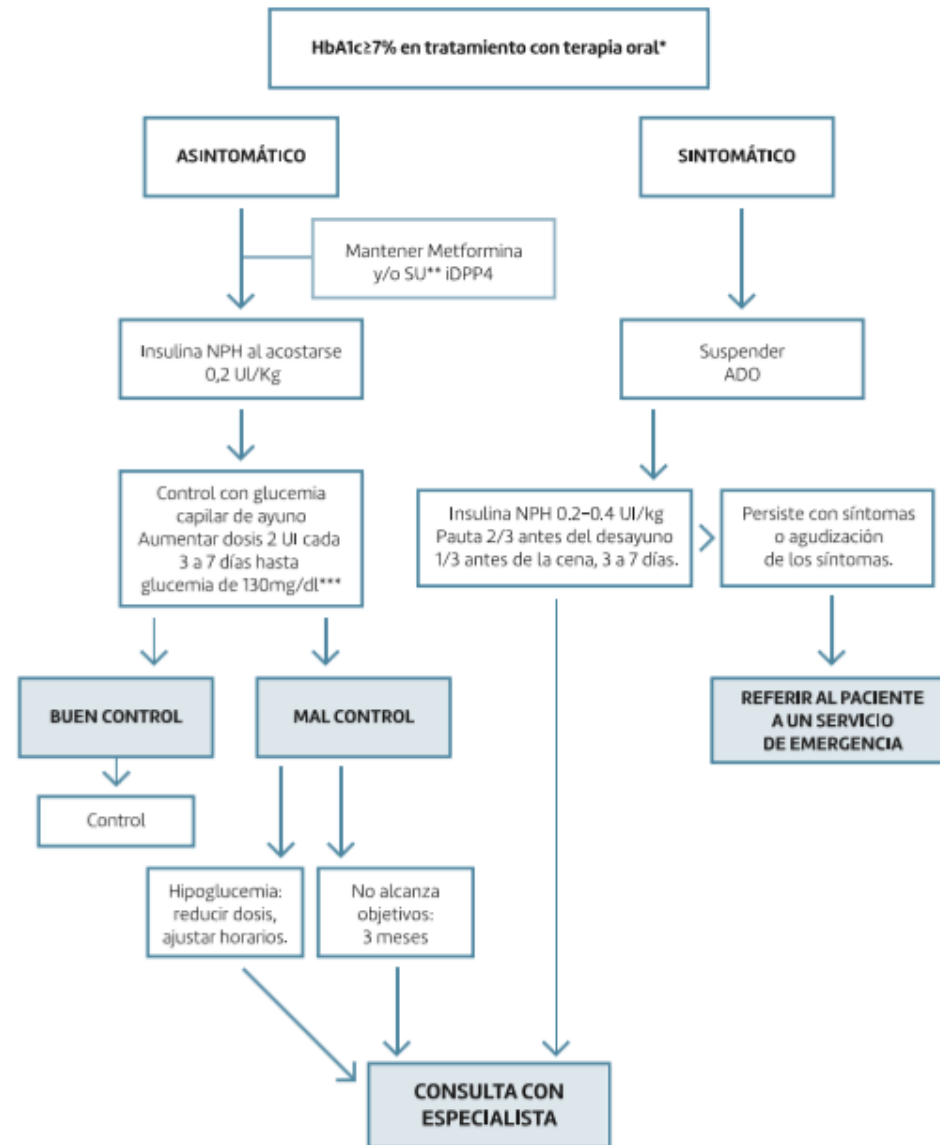 HbA1c≥7% en tratamiento con terapia oral*
ASINTOMÁTICO
SINTOMÁTICO
Mantener Metformina
y/o SU** iDPP4
Insulina NPH al acostarse
0,2 UI/Kg
Suspender
ADO
Control con glucemia
capilar de ayuno
Aumentar dosis 2 UI cada
3 a 7 días hasta
glucemia de 130mg/dl***
Insulina NPH 0.2-0.4 UI/kg
Pauta 2/3 antes del desayuno
1/3 antes de la cena, 3 a 7 días.
Persiste con síntomas
o agudización
de los síntomas.
BUEN CONTROL
MAL CONTROL
REFERIR AL PACIENTE
A UN SERVICIO
DE EMERGENCIA
Control
Hipoglucemia:
reducir dosis,
ajustar horarios.
No alcanza
objetivos:
3 meses
CONSULTA CON
ESPECIALISTA